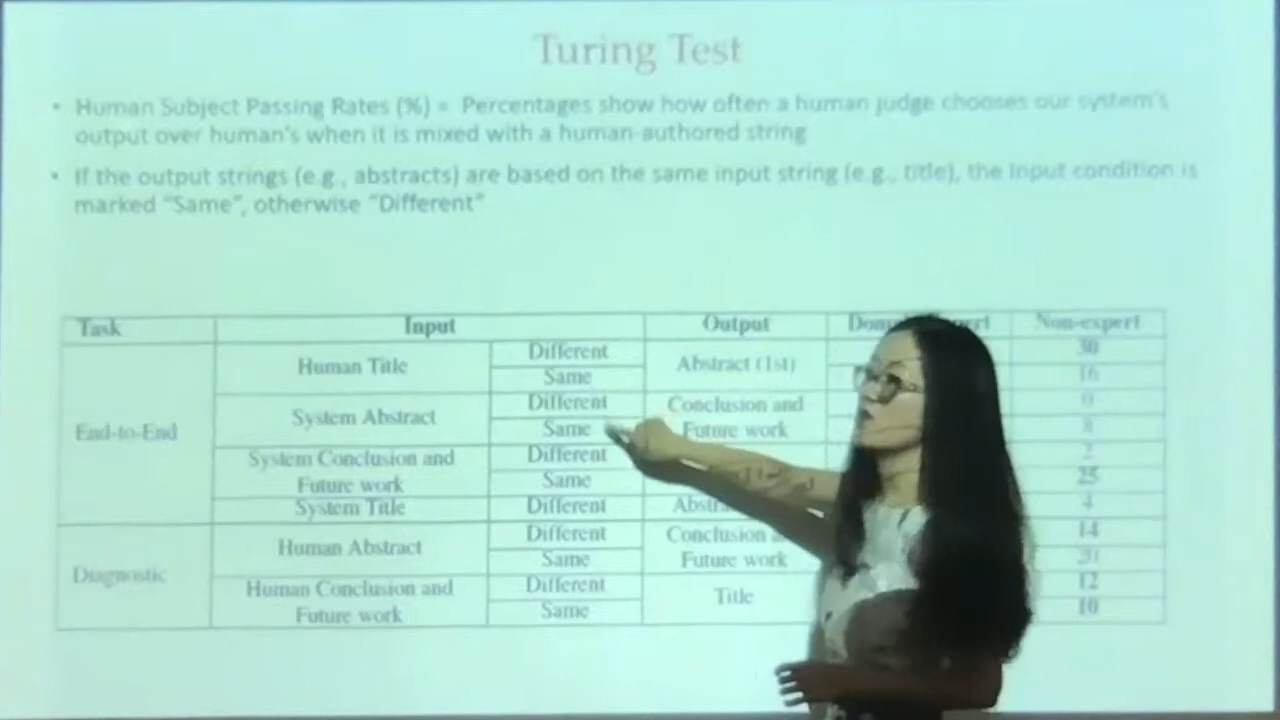 Turing Test
• Human Subject Passing Rates (%) = Percentages show how often a human judge chooses our system's
output over human's when it is mixed with a human-authored string
• If the output strings (e.g., abstracts) are based on the same input string (e.g., title), the Input condition is
marked "Same", otherwise "Different"
Task Input Output Non-expert
End-to-End Human Title Different Abstract (1st) 30
Same 16
System Abstract Different Conclusion and 0
Same Future work 8
System Conclusion and Different 2
Future work Same 25
System Title Different 4
Diagnostic Human Abstract Different Conclusion 14
Same Future work 20
Human Conclusion and Different Title 12
Future work Same 10